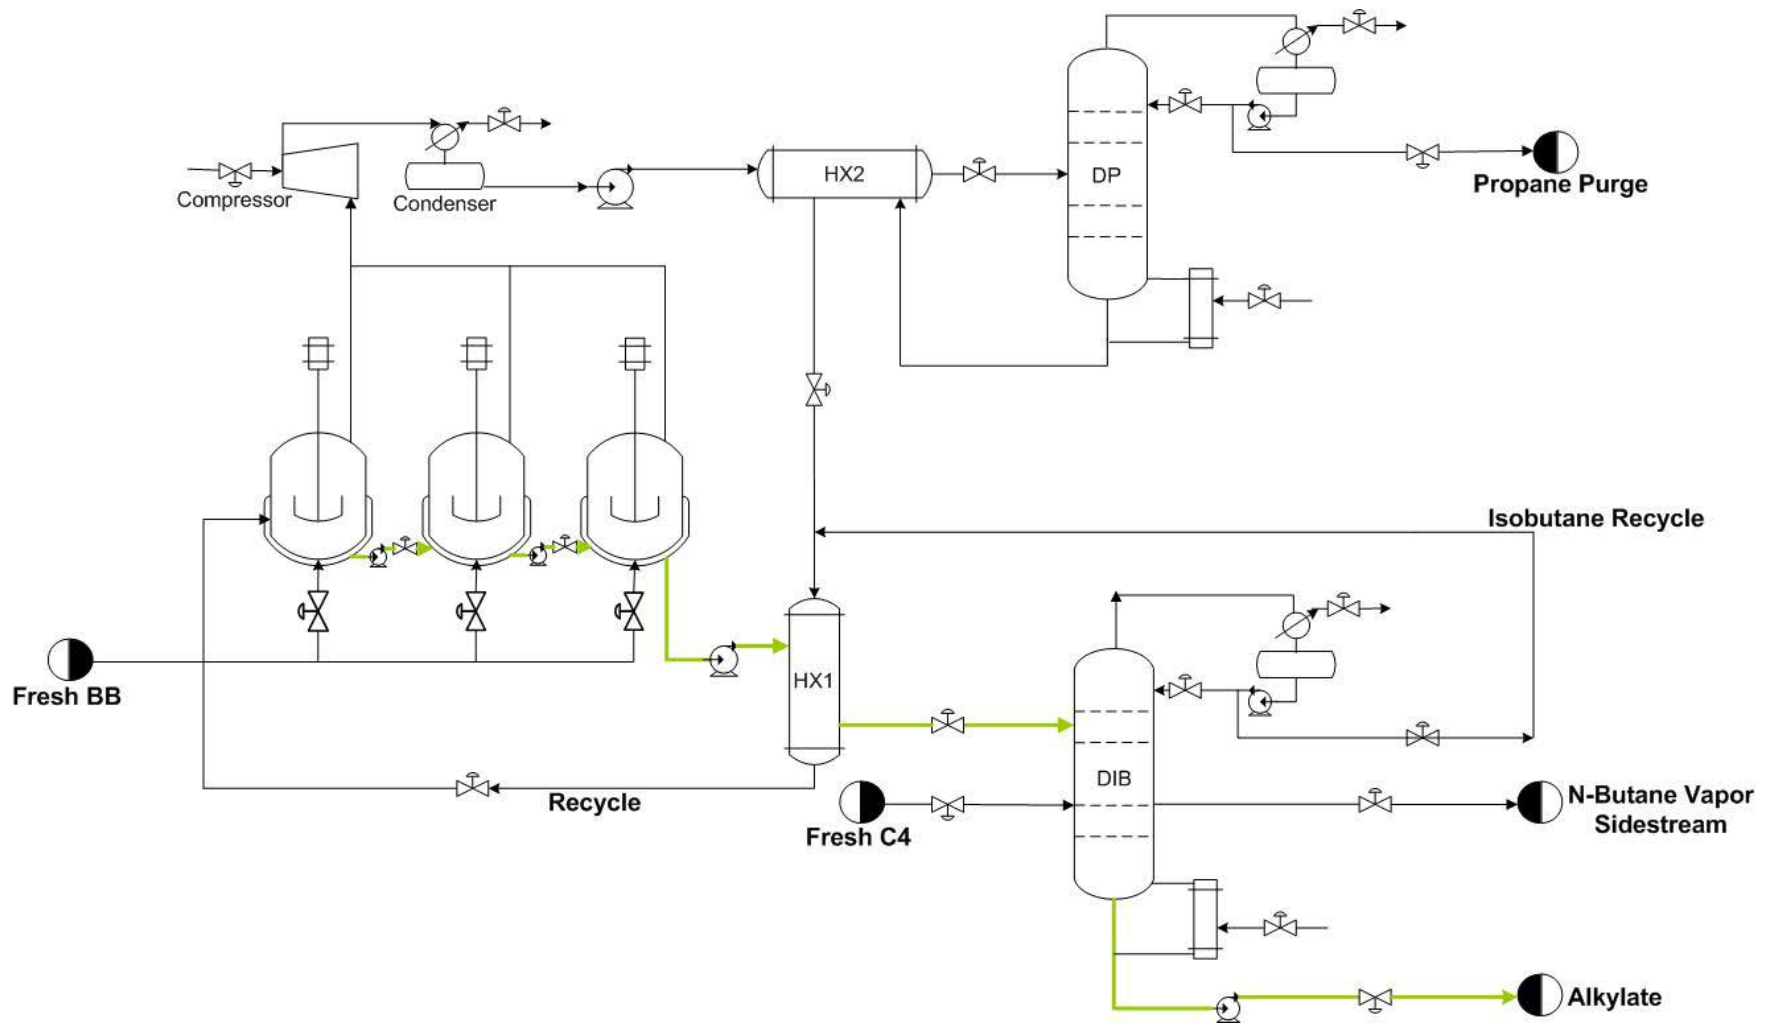 Compressor
Condenser
HX2
DP
Propane Purge
Isobutane Recycle
Fresh BB
HX1
Recycle
Fresh C4
DIB
N-Butane Vapor
Sidestream
Alkylate